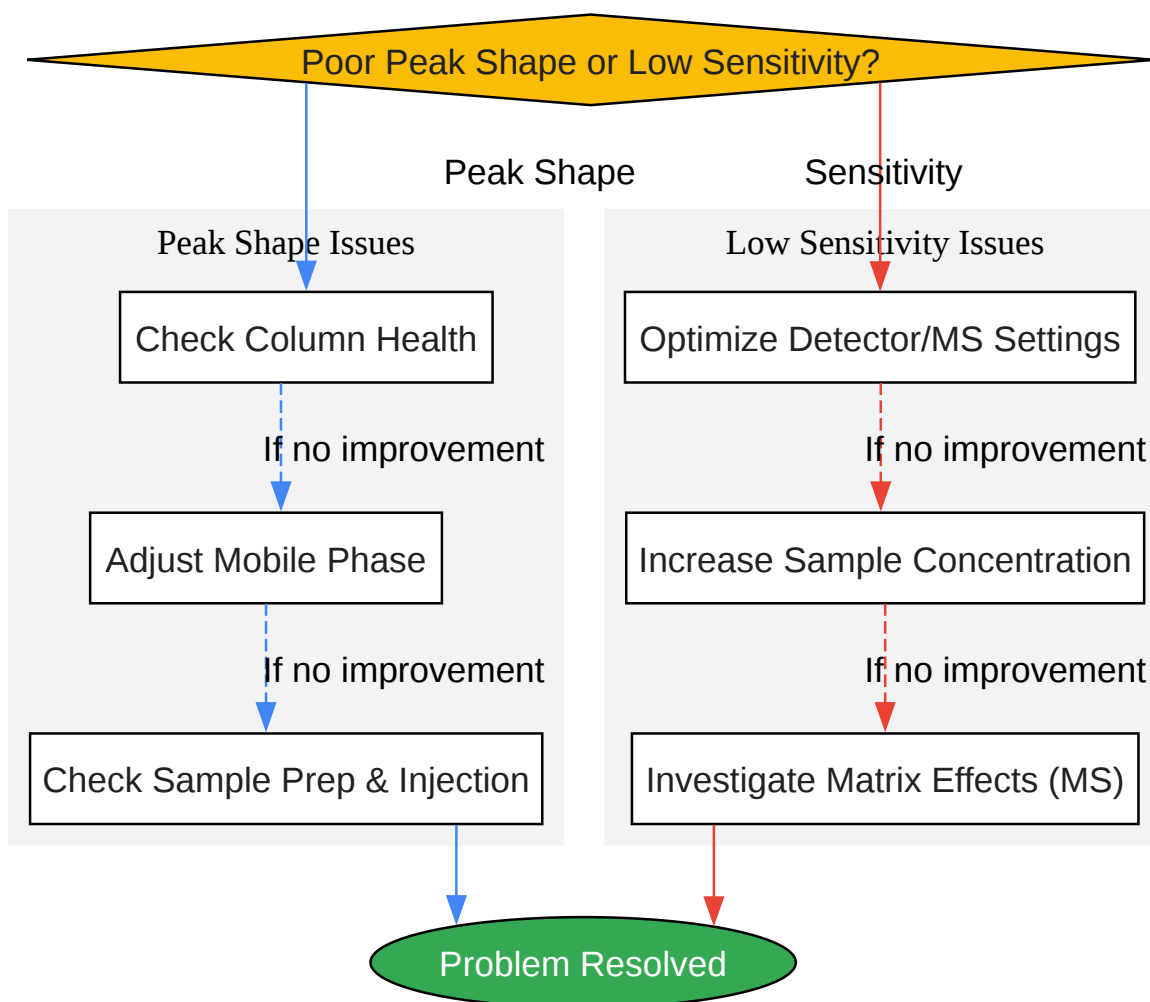 Poor Peak Shape or Low Sensitivity?
Peak Shape
Sensitivity
Peak Shape Issues
Check Column Health
If no improvement
Adjust Mobile Phase
If no improvement
Check Sample Prep & Injection
Low Sensitivity Issues
Optimize Detector/MS Settings
If no improvement
Increase Sample Concentration
If no improvement
Investigate Matrix Effects (MS)
Problem Resolved